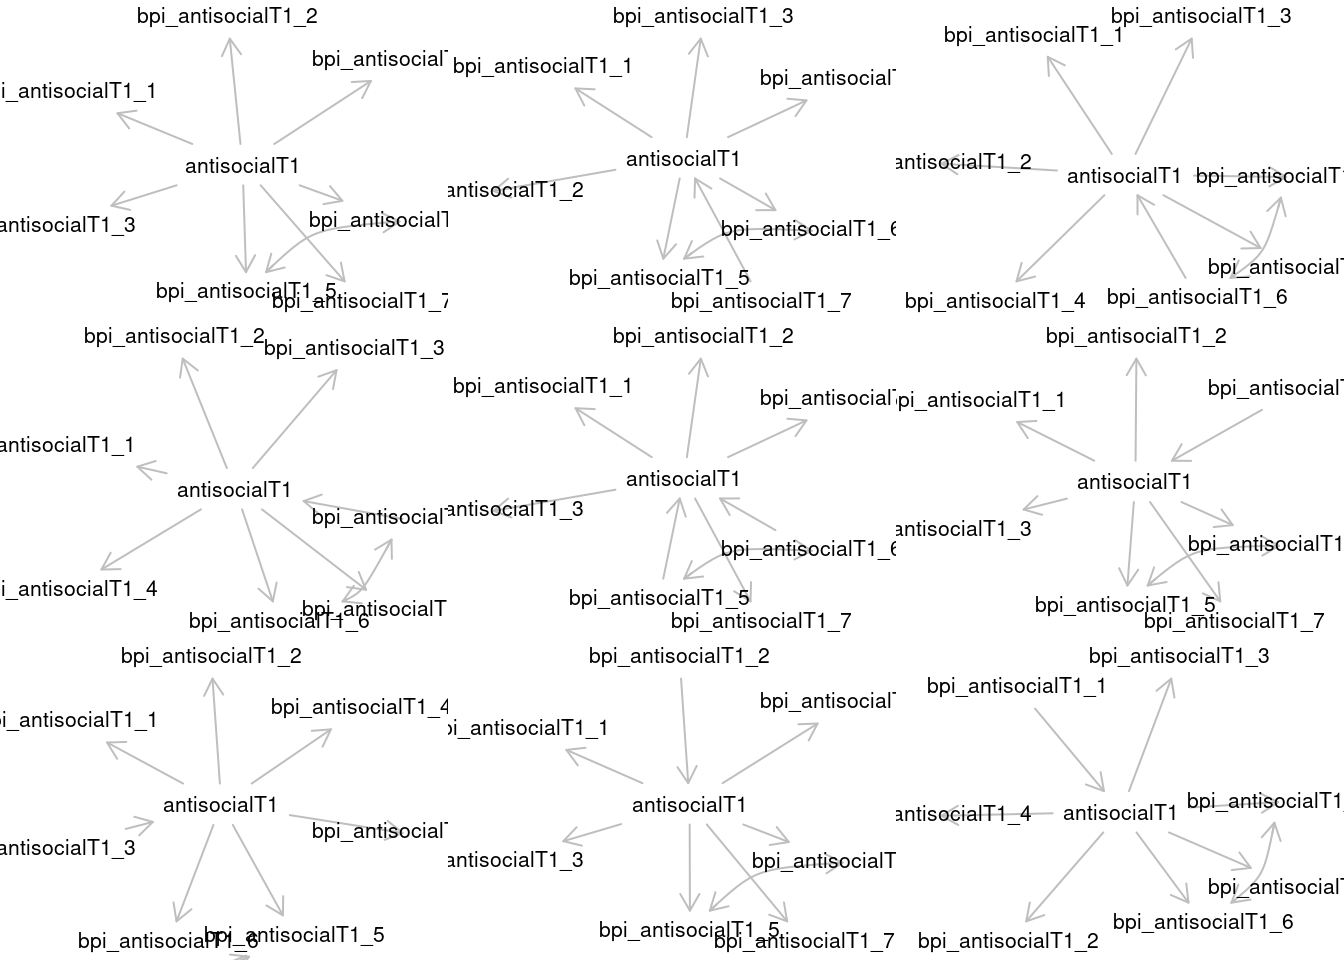 bpi_antisocialT1_2
bpi_antisocialT
i_antisocialT1_1
antisocialT1
antisocialT1_3
bpi_antisocialT
bpi_antisocialT1_5
bpi_antisocialT1_7
bpi_antisocialT1_3
bpi_antisocialT1_1
bpi_antisocialT
antisocialT1
antisocialT1_2
bpi_antisocialT1_6
bpi_antisocialT1_5
bpi_antisocialT1_7
bpi_antisocialT1_3
bpi_antisocialT1_1
antisocialT1_2
antisocialT1
bpi_antisocialT1
bpi_antisocialT
bpi_antisocialT1_4
bpi_antisocialT1_6
bpi_antisocialT1_2
bpi_antisocialT1_3
antisocialT1_1
antisocialT1
bpi_antisocialT
i_antisocialT1_4
bpi_antisocialT
bpi_antisocialT1_6
bpi_antisocialT1_2
bpi_antisocialT1_1
bpi_antisocialT
antisocialT1
antisocialT1_3
bpi_antisocialT1_6
bpi_antisocialT1_5
bpi_antisocialT1_7
bpi_antisocialT1_2
bpi_antisocialT
pi_antisocialT1_1
antisocialT1
antisocialT1_3
bpi_antisocialT1
bpi_antisocialT1_5
bpi_antisocialT1_7
bpi_antisocialT1_2
bpi_antisocialT1_4
i_antisocialT1_1
antisocialT1
bpi_antisocialT
antisocialT1_3
bpi_antisocialT1_5
bpi_antisocialT1_6
bpi_antisocialT1_2
bpi_antisocialT
pi_antisocialT1_1
antisocialT1
antisocialT1_3
bpi_antisocialT
bpi_antisocialT1_5
bpi_antisocialT1_7
bpi_antisocialT1_3
bpi_antisocialT1_1
bpi_antisocialT1_
antisocialT1_4
antisocialT1
bpi_antisocialT
bpi_antisocialT1_6
bpi_antisocialT1_2